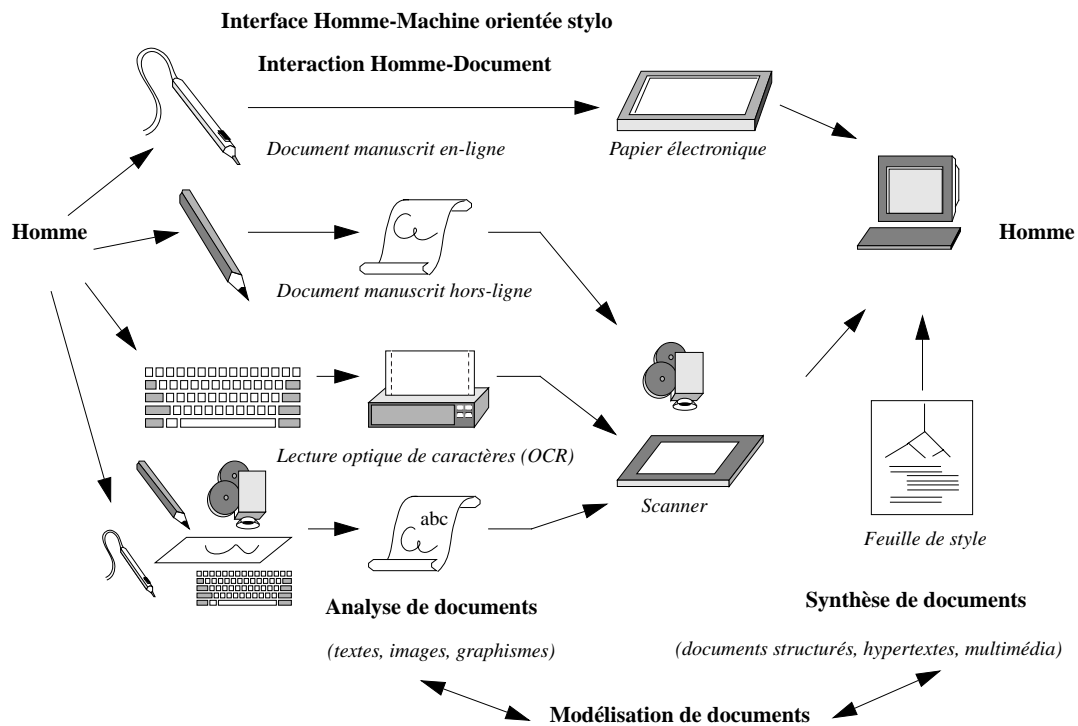 Interface Homme-Machine orientée stylo
Interaction Homme-Document
Document manuscrit en-ligne
Papier électronique
Homme
Homme
Document manuscrit hors-ligne
Lecture optique de caractères (OCR)
abc
Scanner
Feuille de style
Analyse de documents
Synthèse de documents
(textes, images, graphismes)
(documents structurés, hypertextes, multimédia)
Modélisation de documents